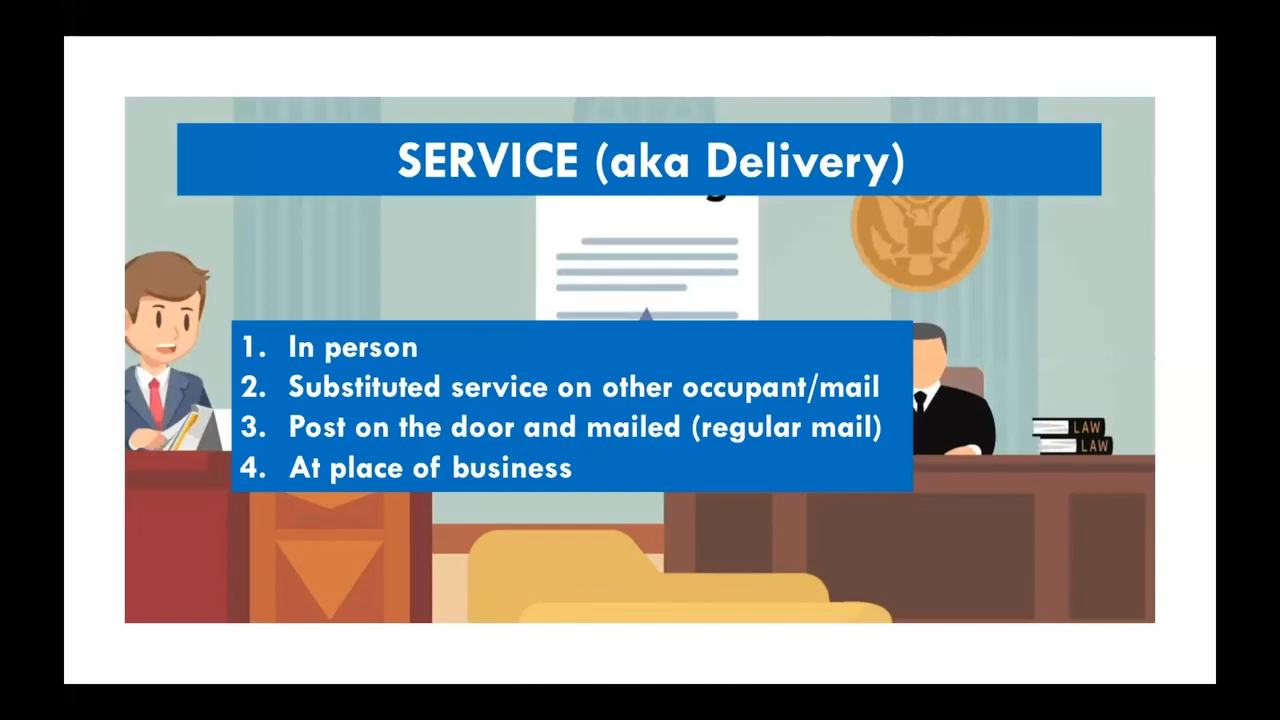 SERVICE (aka Delivery)
1. In person
2. Substituted service on other occupant/mail
3. Post on the door and mailed (regular mail)
4. At place of business
LAW
LAW